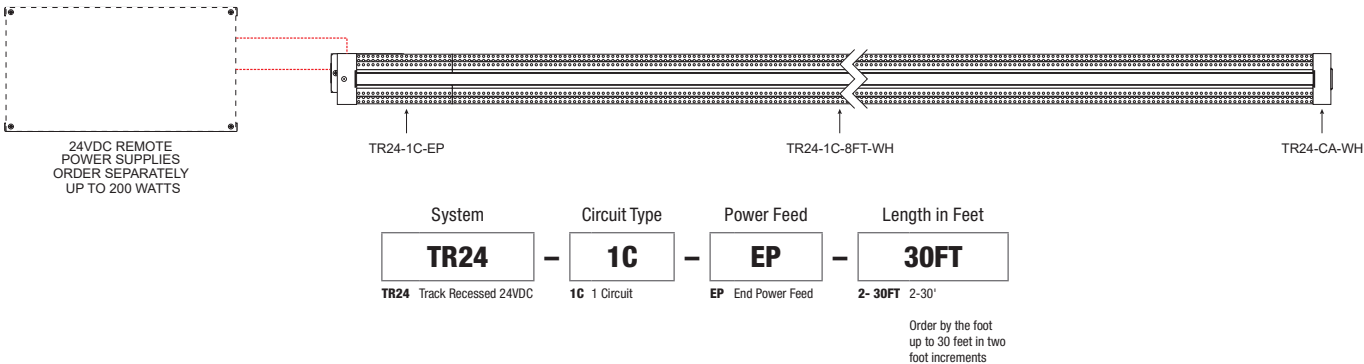 24VDC REMOTE
POWER SUPPLIES
ORDER SEPARATELY
UP TO 200 WATTS
TR24-1C-EP
TR24-1C-8FT-WH
TR24-CA-WH
System
Circuit Type
Power Feed
Length in Feet
TR24 – 1C – EP – 30FT
TR24 Track Recessed 24VDC
1C 1 Circuit
EP End Power Feed
2- 30FT 2-30'
Order by the foot
up to 30 feet in two
foot increments